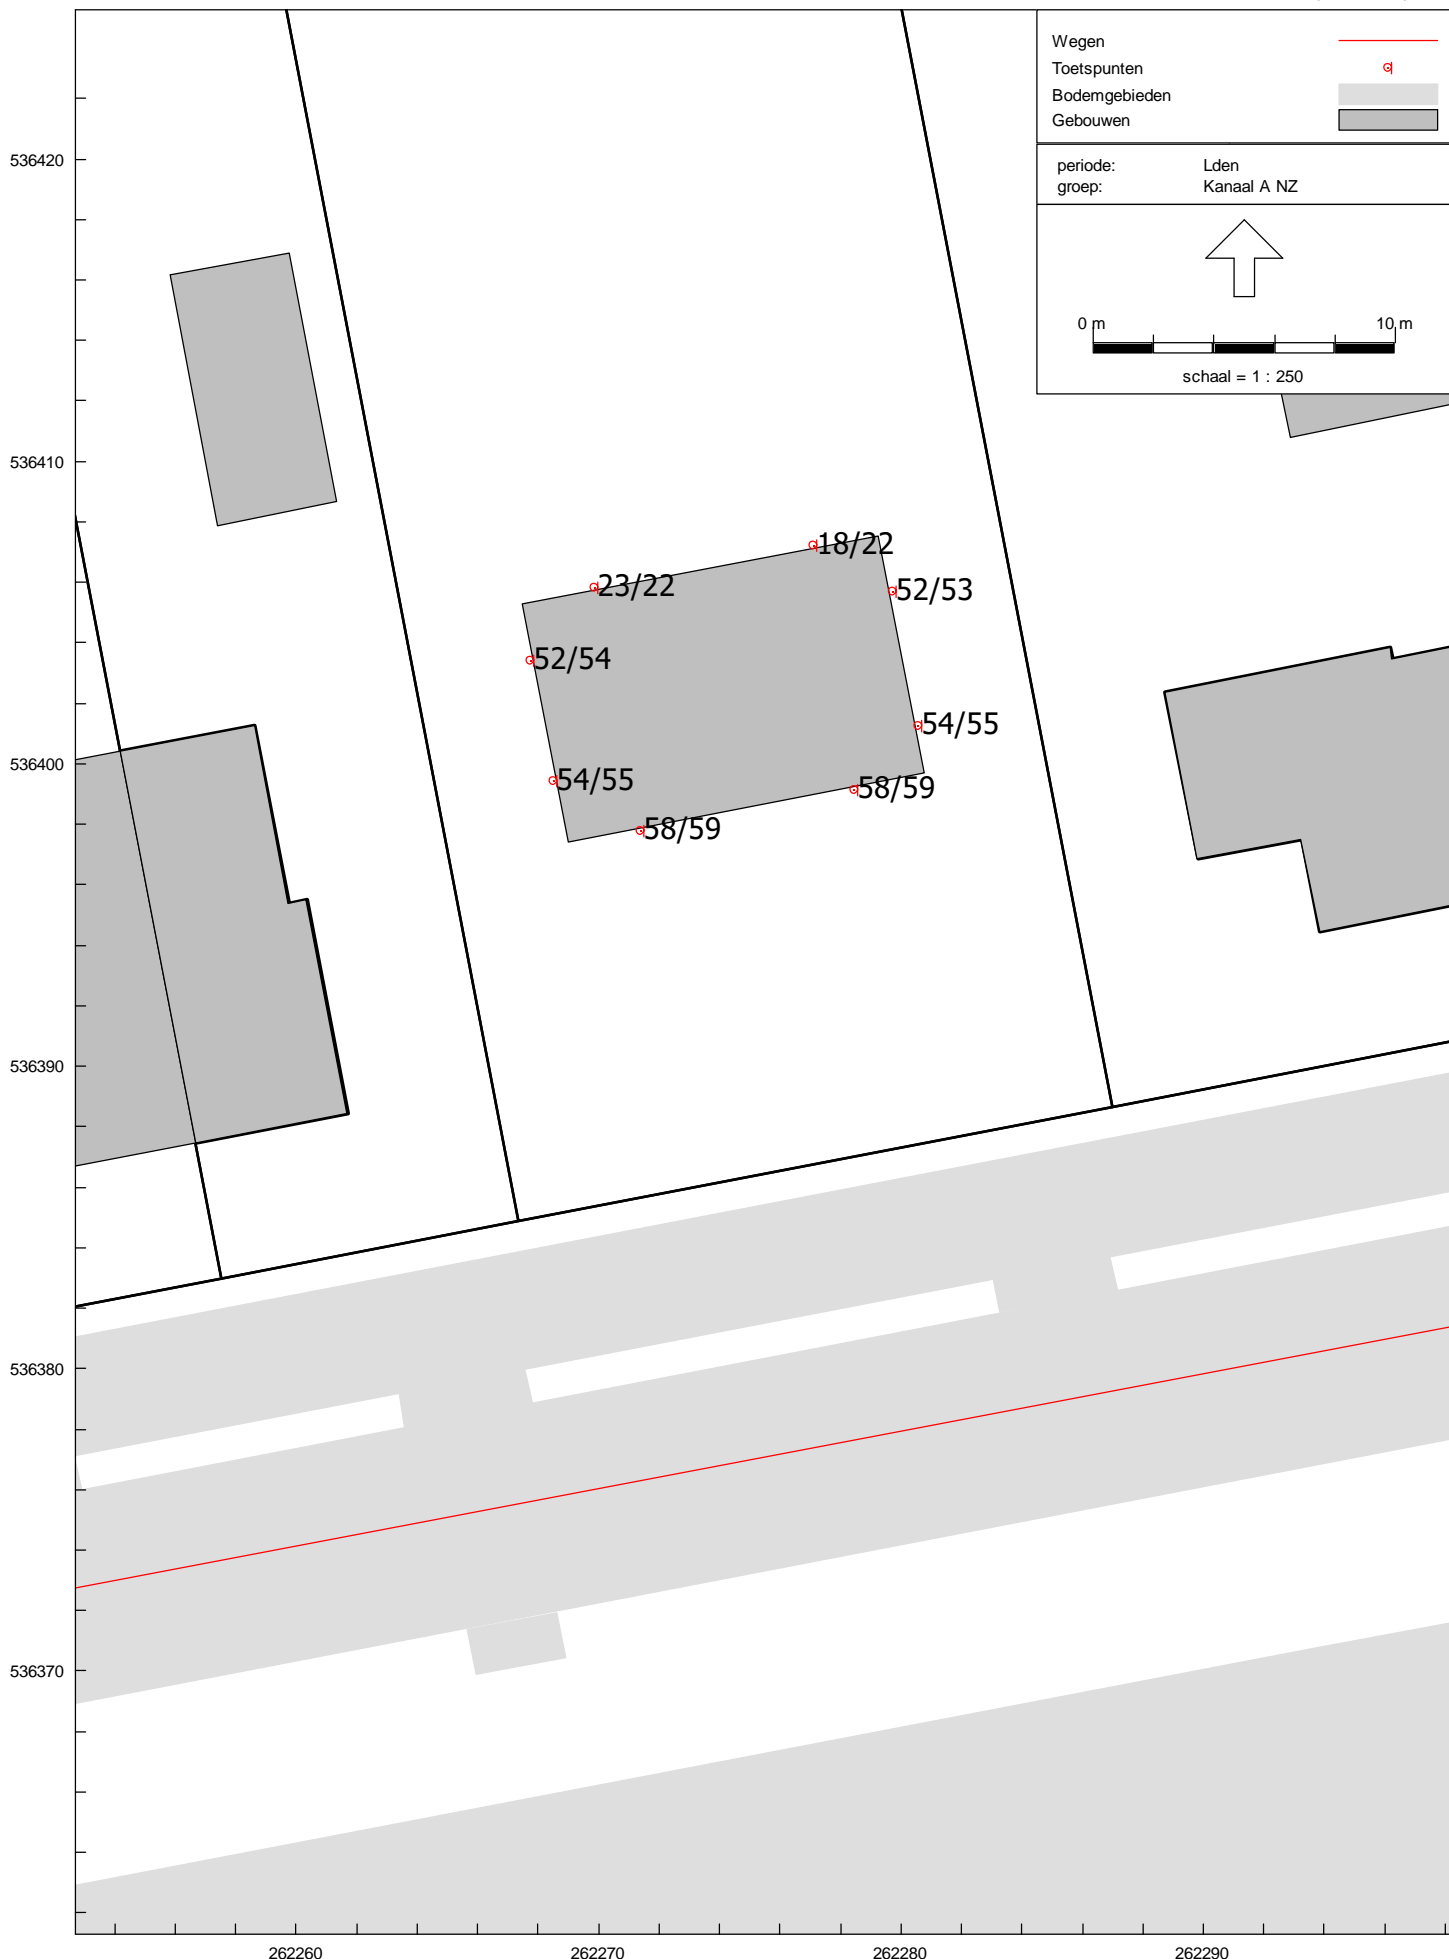 Wegen
Toetspunten
Bodemgebieden
Gebouwen
periode: Lden
groep: Kanaal A NZ
0 m 10 m
schaal = 1 : 250
536420
536410
536400
536390
536380
536370
18/22
23/22
52/53
52/54
54/55
54/55
58/59
58/59
262260 262270 262280 262290